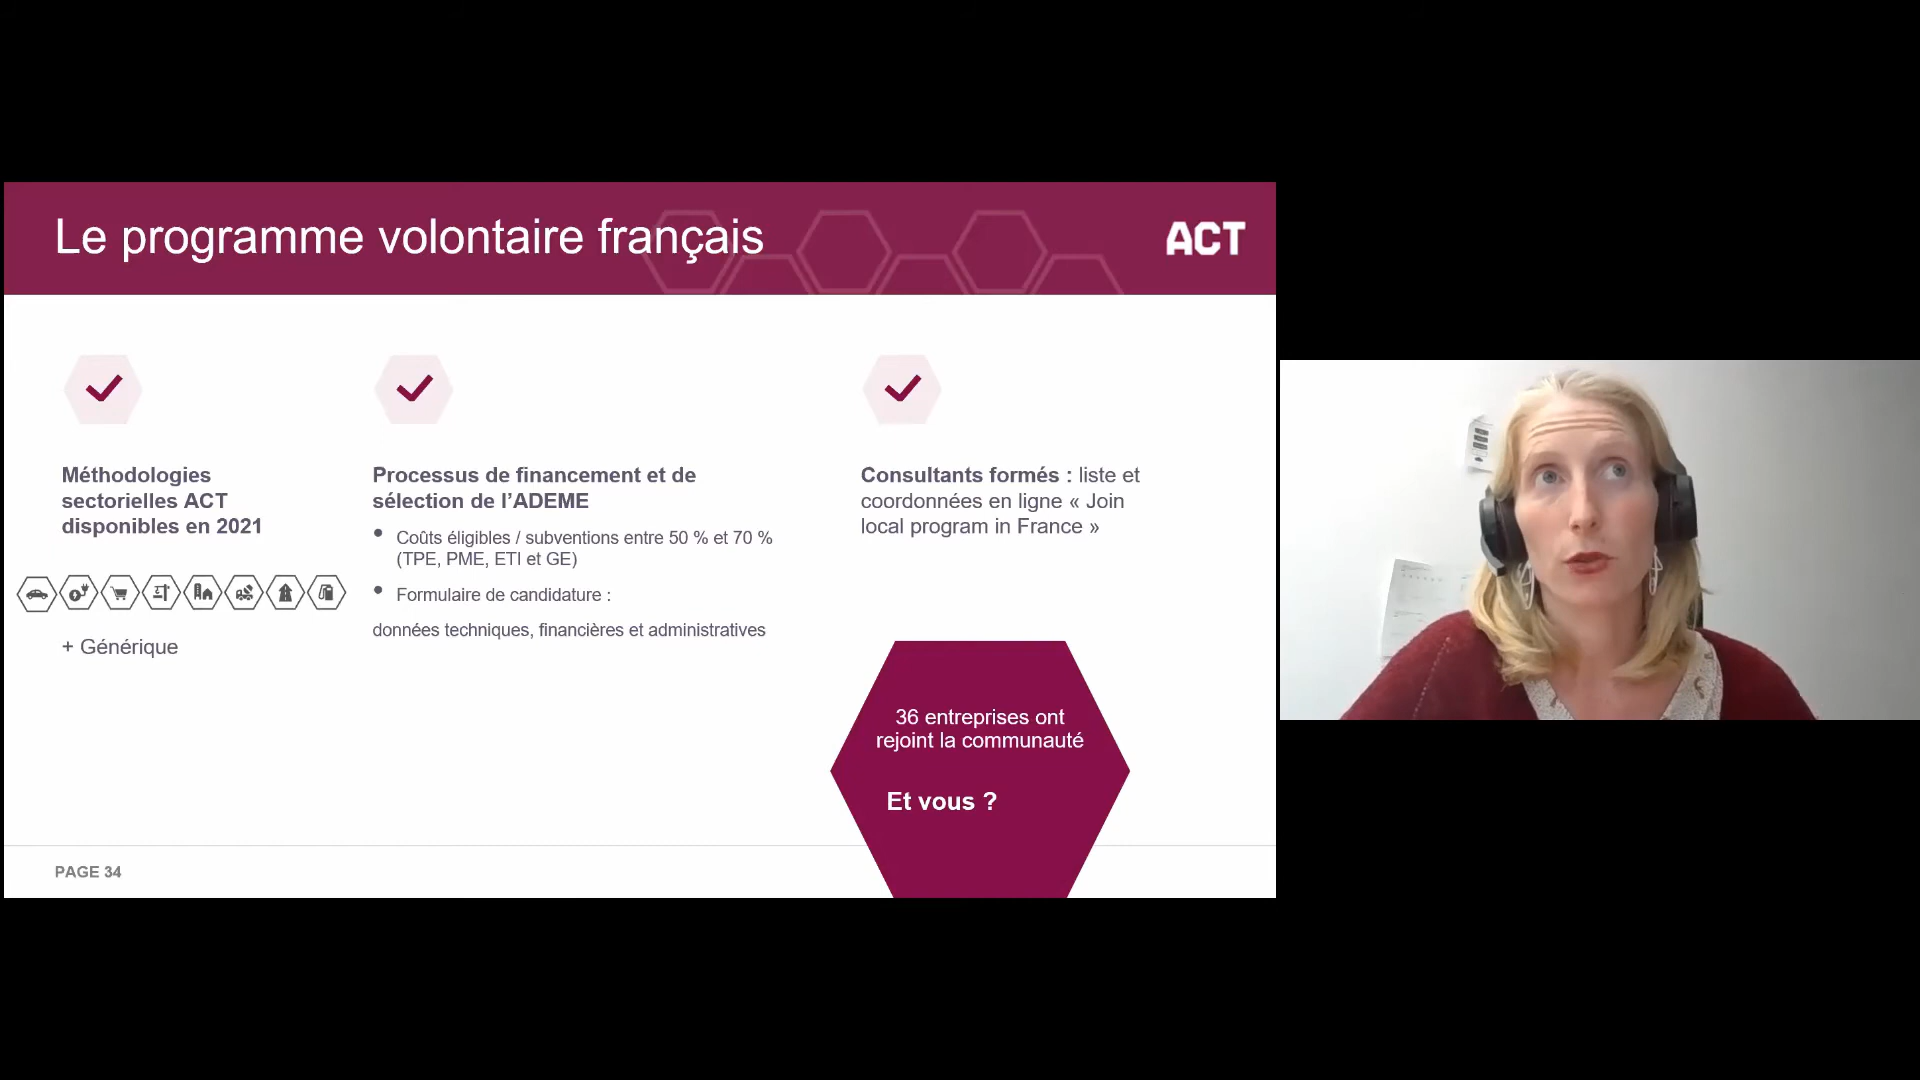 Le programme volontaire français
ACT
Méthodologies
sectorielles ACT
disponibles en 2021
+ Générique
Processus de financement et de
sélection de l’ADEME
• Coûts éligibles / subventions entre 50 % et 70 %
(TPE, PME, ETI et GE)
• Formulaire de candidature :
données techniques, financières et administratives
Consultants formés : liste et
coordonnées en ligne « Join
local program in France »
36 entreprises ont
rejoint la communauté
Et vous ?
PAGE 34